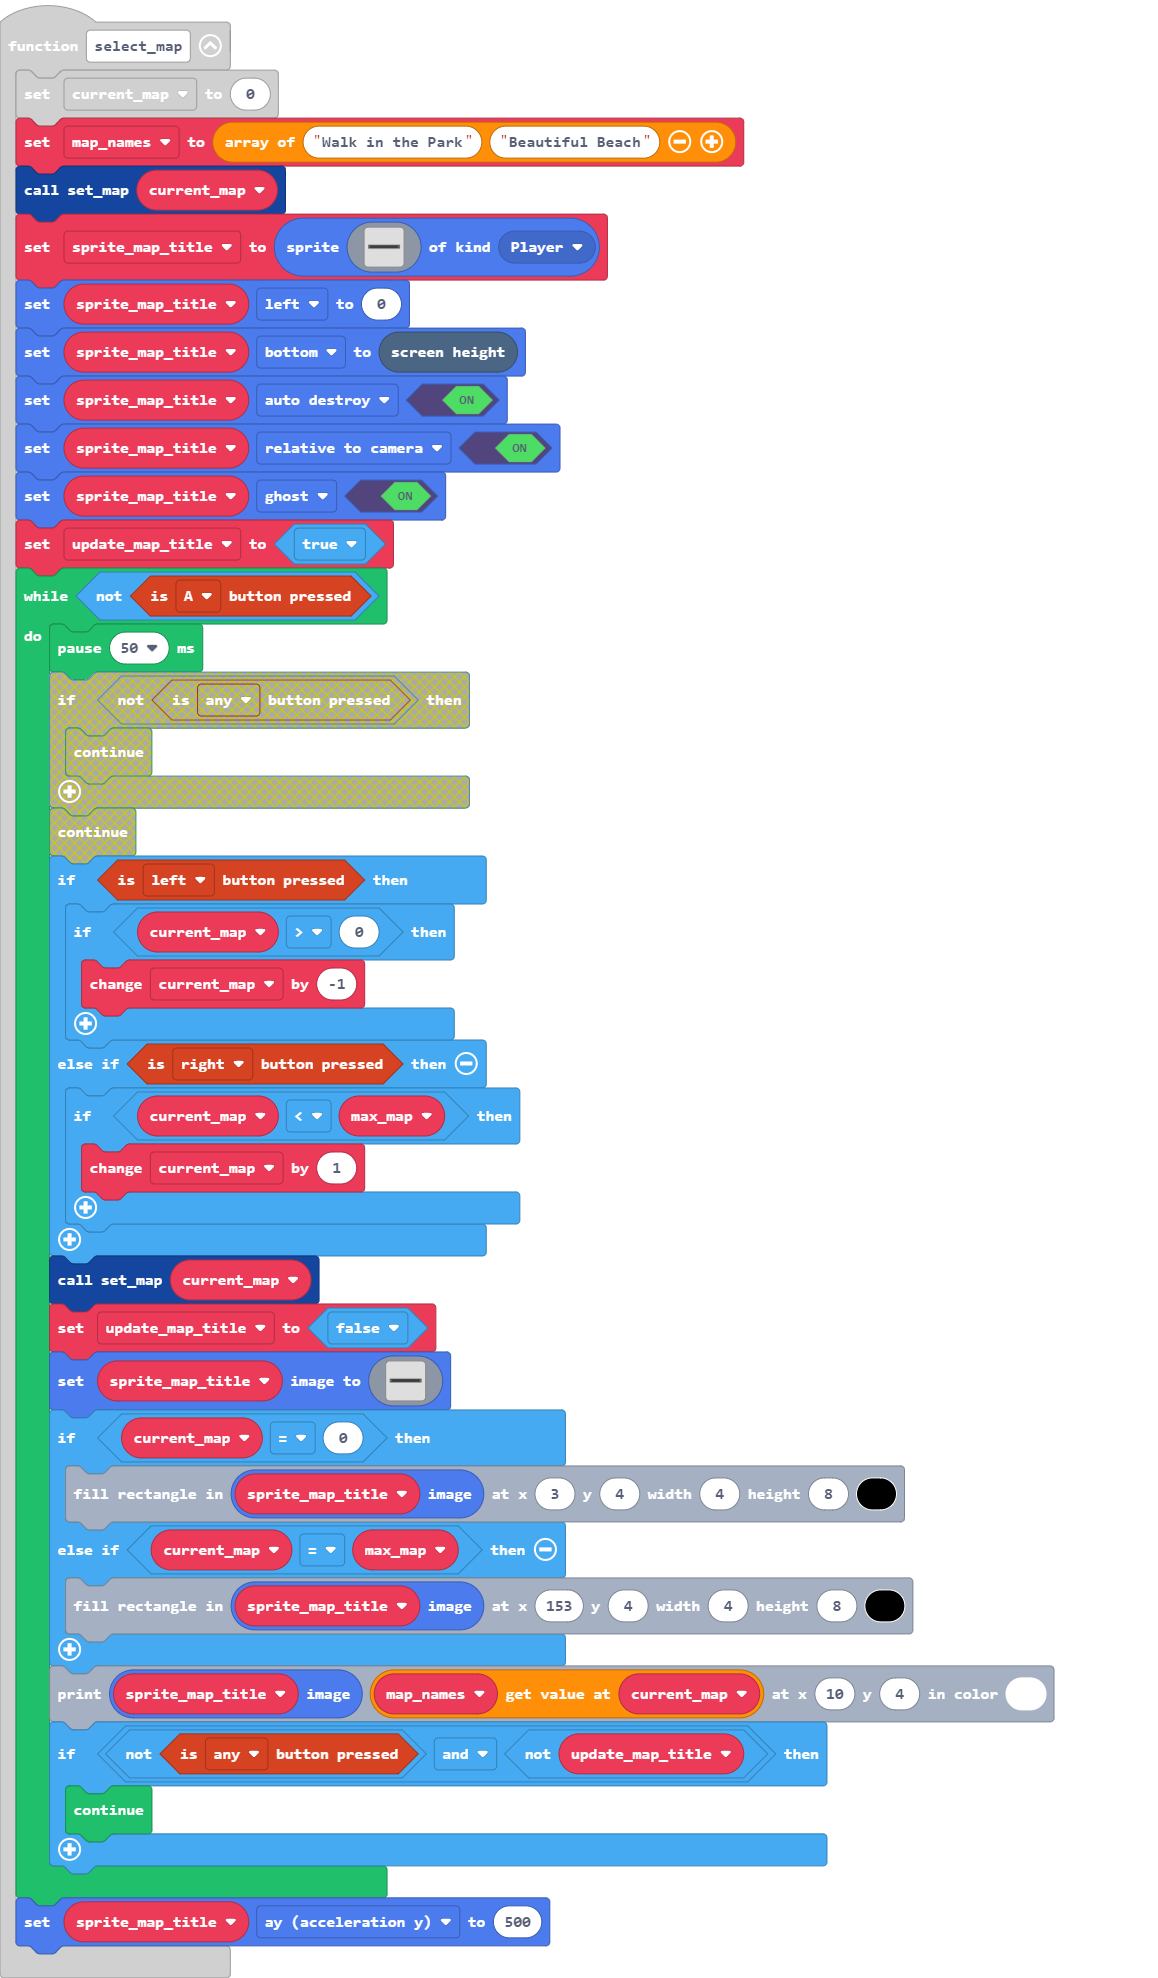 function select_map
set current_map to 0
set map_names to array of "Walk in the Park" "Beautiful Beach"
call set_map current_map
set sprite_map_title to sprite of kind Player
set sprite_map_title left to 0
set sprite_map_title bottom to screen height
set sprite_map_title auto destroy ON
set sprite_map_title relative to camera ON
set sprite_map_title ghost ON
set update_map_title to true
while not is A button pressed
do
pause 50 ms
if not is any button pressed then
continue
continue
if is left button pressed then
if current_map > 0 then
change current_map by -1
else if is right button pressed then
if current_map < max_map then
change current_map by 1
call set_map current_map
set update_map_title to false
set sprite_map_title image to
if current_map = 0 then
fill rectangle in sprite_map_title image at x 3 y 4 width 4 height 8
else if current_map = max_map then
fill rectangle in sprite_map_title image at x 153 y 4 width 4 height 8
print sprite_map_title image map_names get value at current_map at x 10 y 4 in color
if not is any button pressed and not update_map_title then
continue
set sprite_map_title ay (acceleration y) to 500